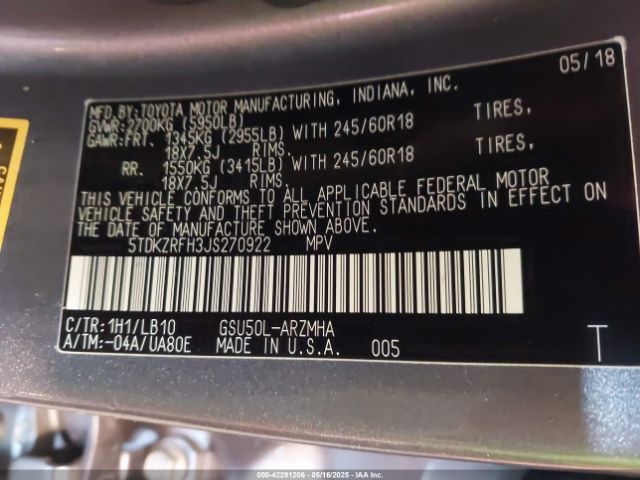 05/18
MFD.BY:TOYOTA MOTOR MANUFACTURING, INDIANA, INC.
GVWR:2700KG (5950LB)
GAWR:FRT. 1345KG (2955LB) WITH 245/60R18 TIRES,
18X7.5J RIMS.
RR. 1550KG (3415LB) WITH 245/60R18 TIRES,
18X7.5J RIMS.
THIS VEHICLE CONFORMS TO ALL APPLICABLE FEDERAL MOTOR
VEHICLE SAFETY AND THEFT PREVENTION STANDARDS IN EFFECT ON
THE DATE OF MANUFACTURE SHOWN ABOVE.
5TDKZRFH3JS270922 MPV
C/TR:1H1/LB10 GSU50L-ARZMHA
A/TM:-04A/UA80E MADE IN U.S.A. 005 T
000-42291206 - 05/16/2025 - IAA Inc.